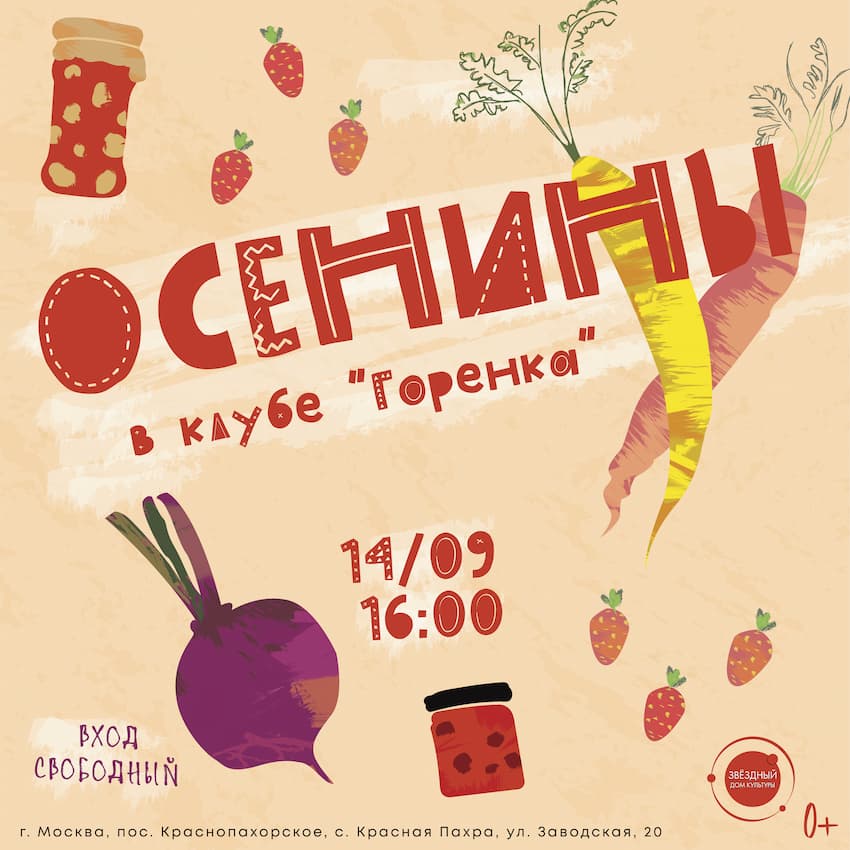 ОСЕНИНЫ
в клубе "Горенка"
14/09
16:00
ВХОД
СВОБОДНЫЙ
ЗВЁЗДНЫЙ
ДОМ КУЛЬТУРЫ
г. Москва, пос. Краснопахорское, с. Красная Пахра, ул. Заводская, 20
0+